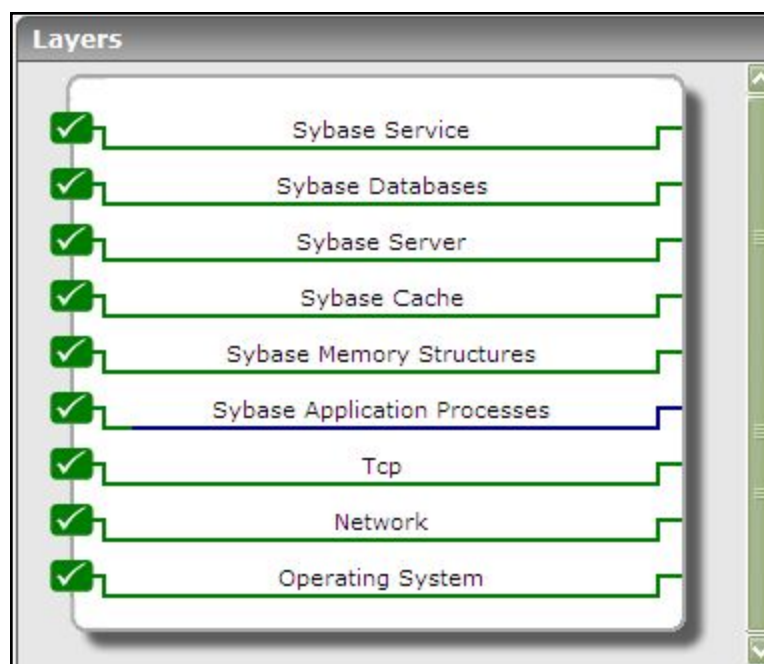 Layers
Sybase Service
Sybase Databases
Sybase Server
Sybase Cache
Sybase Memory Structures
Sybase Application Processes
Tcp
Network
Operating System